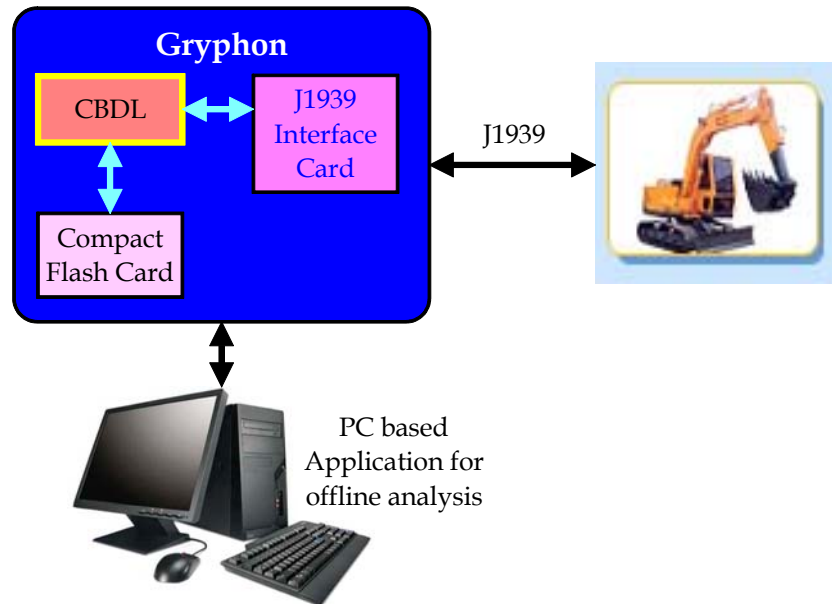 Gryphon
CBDL
J1939
Interface
Card
Compact
Flash Card
J1939
PC based
Application for
offline analysis